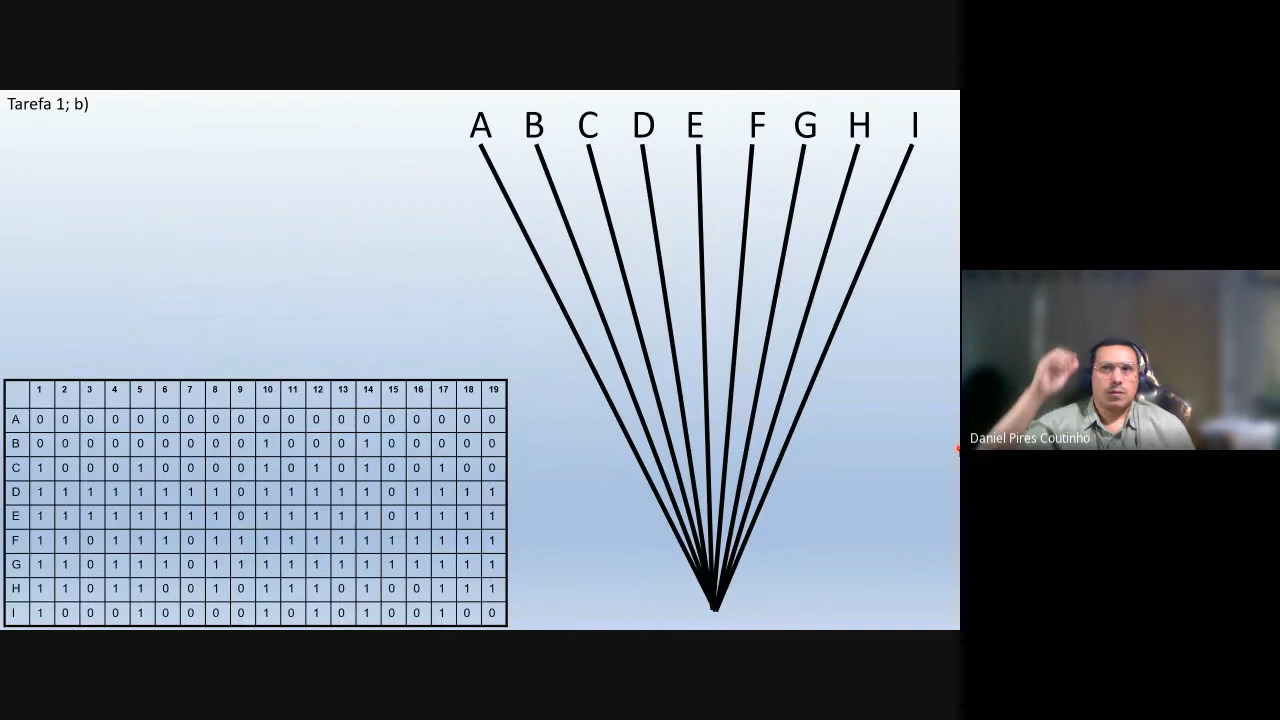 Tarefa 1; b)
A B C D E F G H I
1 2 3 4 5 6 7 8 9 10 11 12 13 14 15 16 17 18 19
A 0 0 0 0 0 0 0 0 0 0 0 0 0 0 0 0 0 0 0
B 0 0 0 0 0 0 0 0 0 1 0 0 0 1 0 0 0 0 0
C 1 0 0 0 1 0 0 0 0 1 0 1 0 1 0 0 1 0 0
D 1 1 1 1 1 1 1 1 0 1 1 1 1 1 0 1 1 1 1
E 1 1 1 1 1 1 1 1 0 1 1 1 1 1 0 1 1 1 1
F 1 1 0 1 1 1 0 1 1 1 1 1 1 1 1 1 1 1 1
G 1 1 0 1 1 1 0 1 1 1 1 1 1 1 1 1 1 1 1
H 1 1 0 1 1 0 0 1 0 1 1 1 0 1 0 0 1 1 1
I 1 0 0 0 1 0 0 0 0 1 0 1 0 1 0 0 1 0 0
Daniel Pires Coutinho